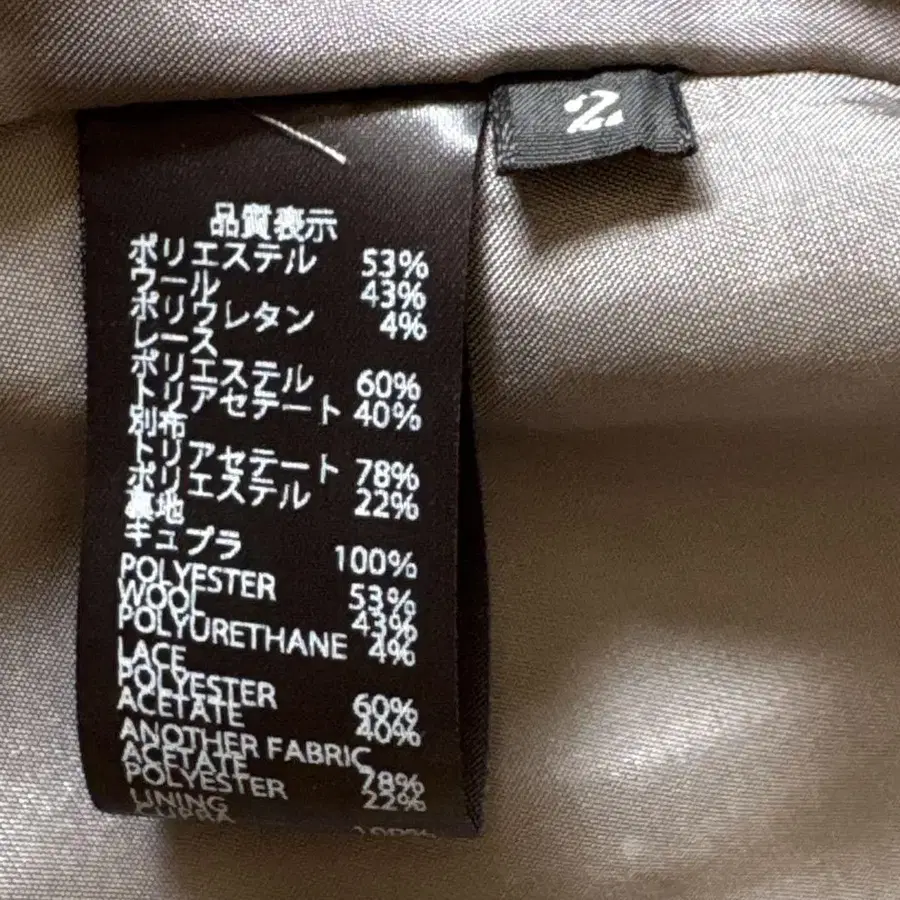 2
品質表示
ポリエステル 53%
ウール 43%
ポリウレタン 4%
レース
ポリエステル 60%
トリアセテート 40%
別布
トリアセテート 78%
ポリエステル 22%
裏地
キュプラ 100%
POLYESTER 53%
WOOL 43%
POLYURETHANE 4%
LACE
POLYESTER 60%
ACETATE 40%
ANOTHER FABRIC
ACETATE 78%
POLYESTER 22%
LINING
CUPRA 100%